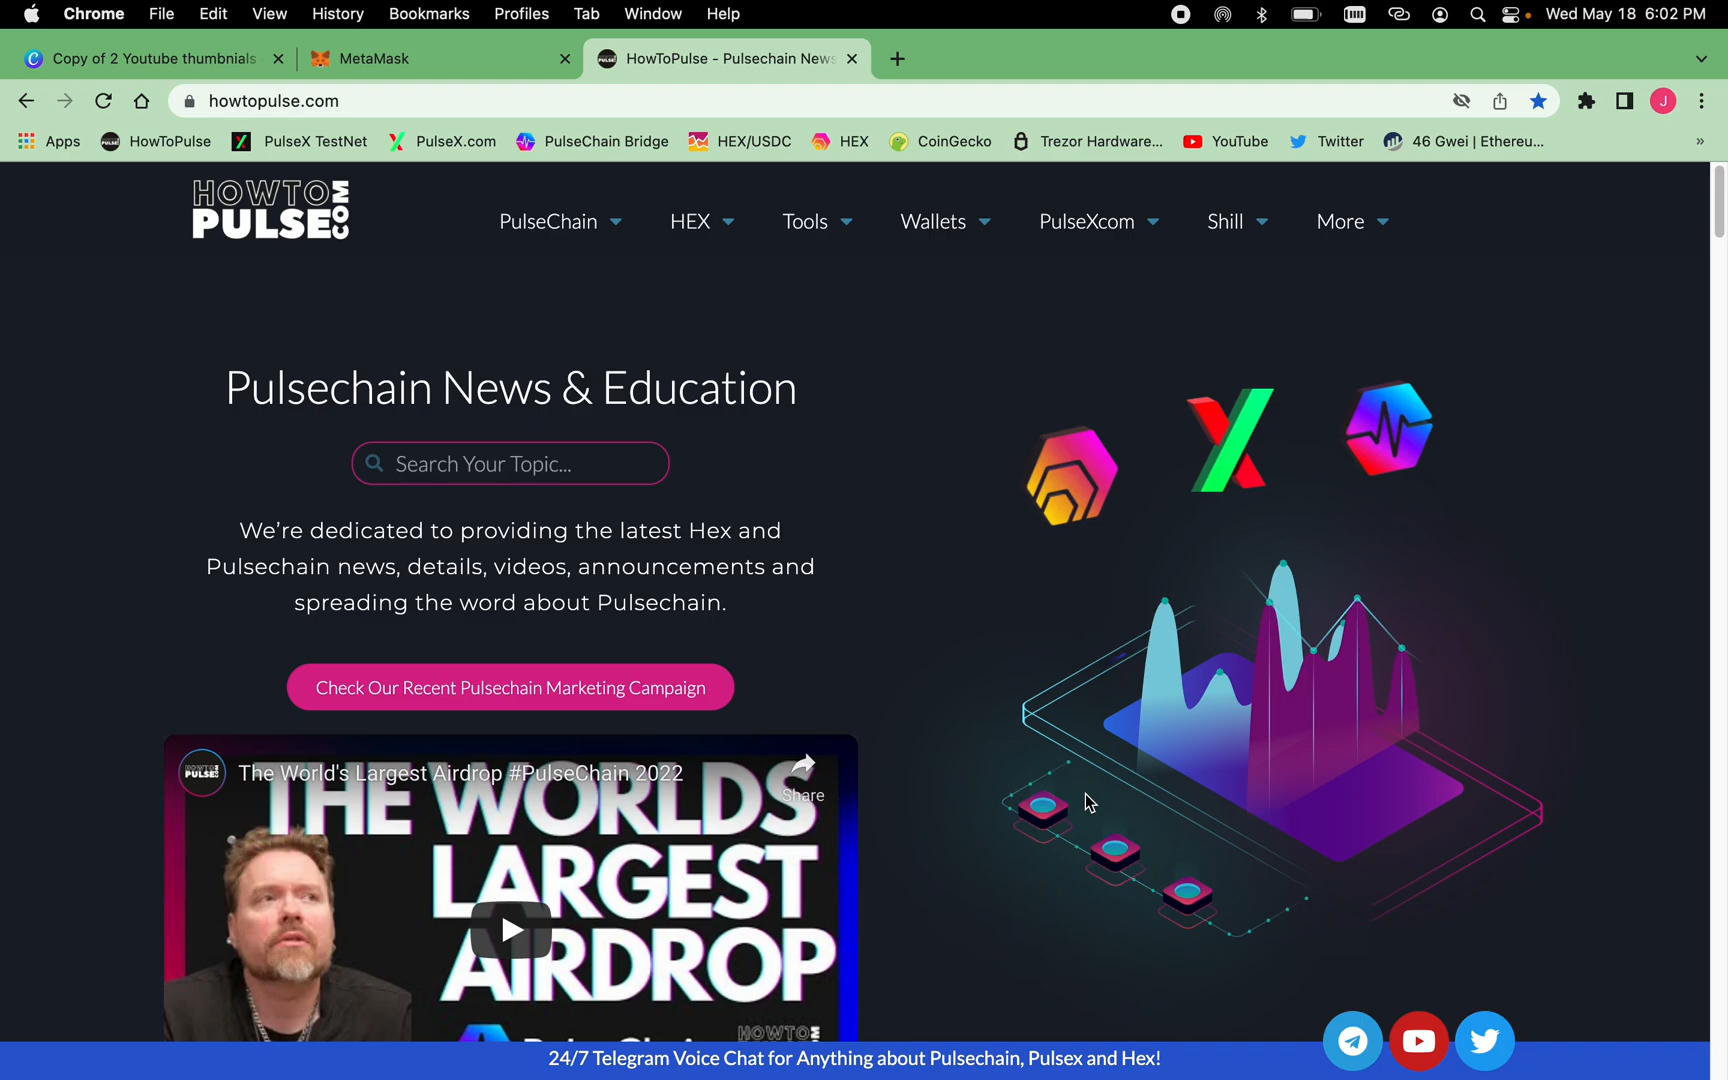 Chrome File Edit View History Bookmarks Profiles Tab Window Help Wed May 18 6:02 PM
Copy of 2 Youtube thumbnials MetaMask HowToPulse - Pulsechain News
howtopulse.com J
Apps HowToPulse PulseX TestNet PulseX.com PulseChain Bridge HEX/USDC HEX CoinGecko Trezor Hardware... YouTube Twitter 46 Gwei | Ethereu... »
HOWTO
PULSE.COM
PulseChain HEX Tools Wallets PulseXcom Shill More
Pulsechain News & Education
Search Your Topic...
We're dedicated to providing the latest Hex and
Pulsechain news, details, videos, announcements and
spreading the word about Pulsechain.
Check Our Recent Pulsechain Marketing Campaign
The World's Largest Airdrop #PulseChain 2022
Share
THE WORLDS
LARGEST
AIRDROP
HOWTO
24/7 Telegram Voice Chat for Anything about Pulsechain, Pulsex and Hex!